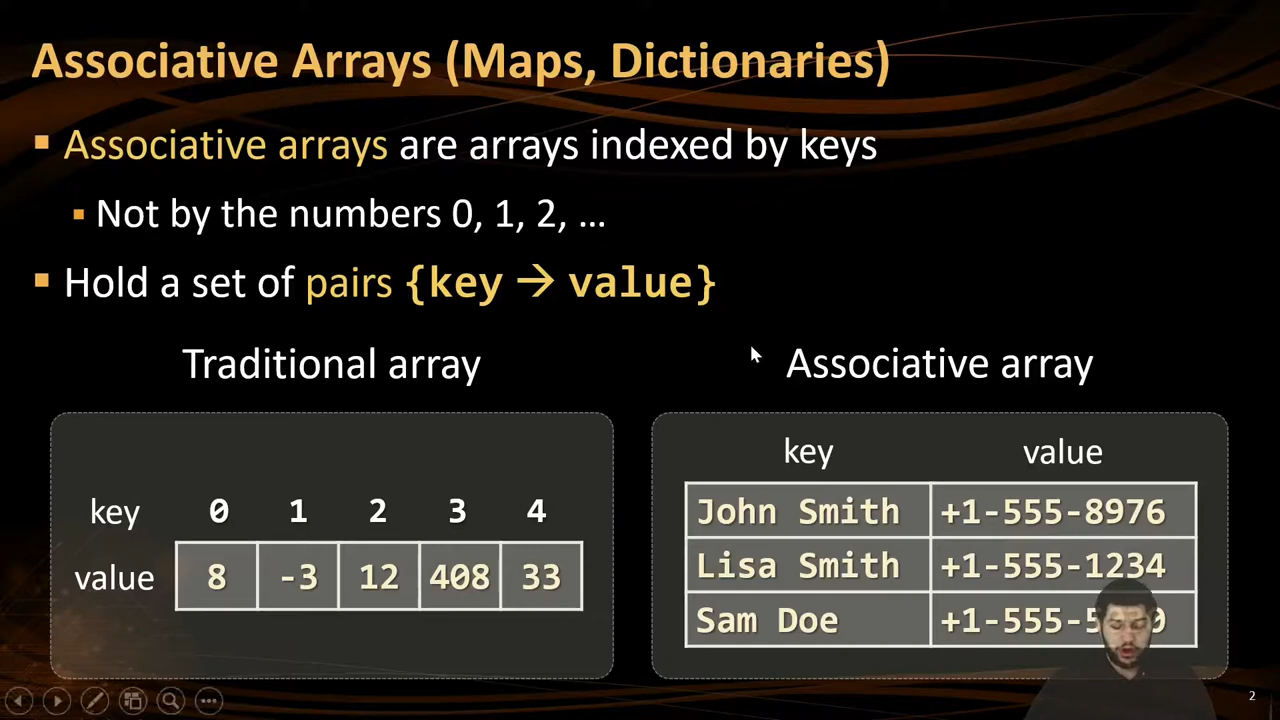 Associative Arrays (Maps, Dictionaries)
Associative arrays are arrays indexed by keys
Not by the numbers 0, 1, 2, …
Hold a set of pairs {key → value}
Traditional array
key 0 1 2 3 4
value 8 -3 12 408 33
Associative array
key value
John Smith +1-555-8976
Lisa Smith +1-555-1234
Sam Doe
2